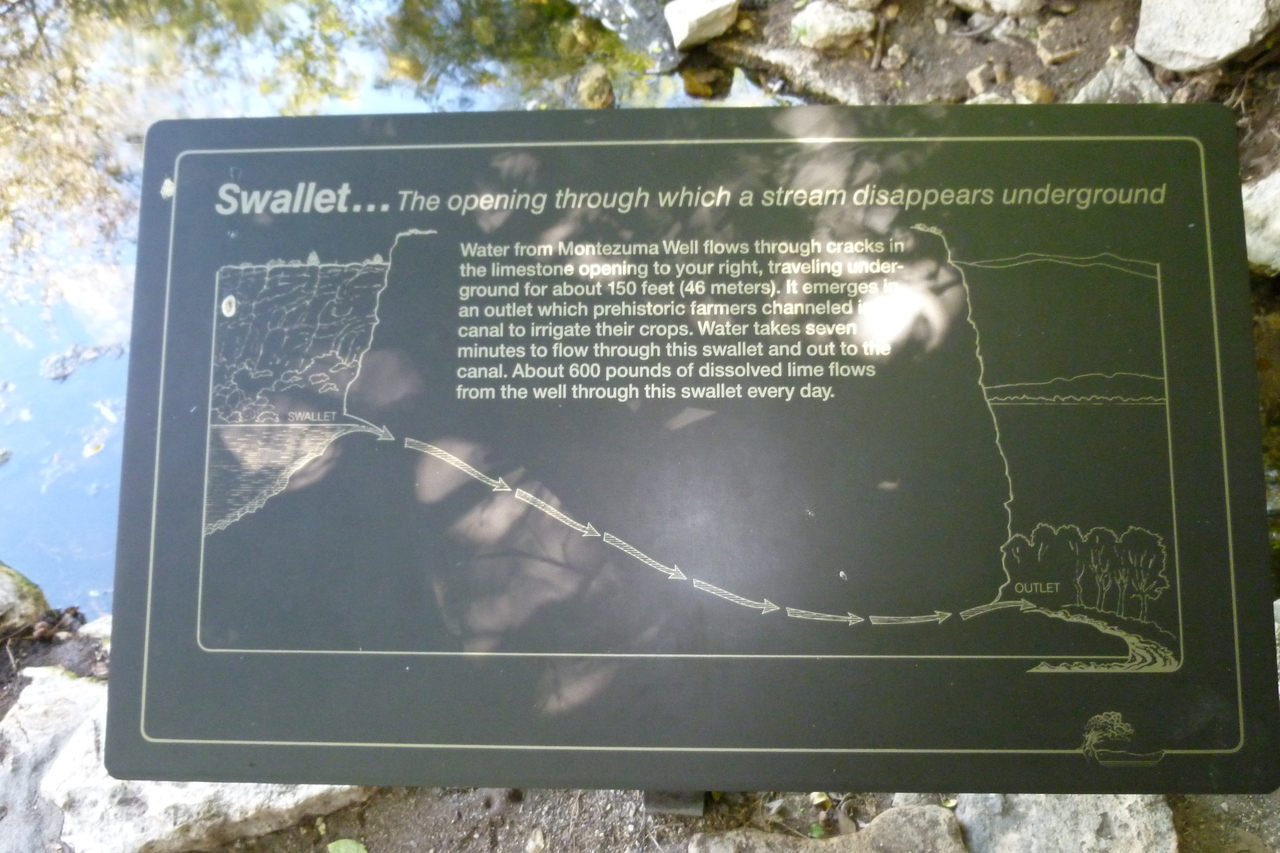 Swallet... The opening through which a stream disappears underground
Water from Montezuma Well flows through cracks in
the limestone opening to your right, traveling under-
ground for about 150 feet (46 meters). It emerges in
an outlet which prehistoric farmers channeled
canal to irrigate their crops. Water takes seven
minutes to flow through this swallet and out to the
canal. About 600 pounds of dissolved lime flows
from the well through this swallet every day.
SWALLET
OUTLET